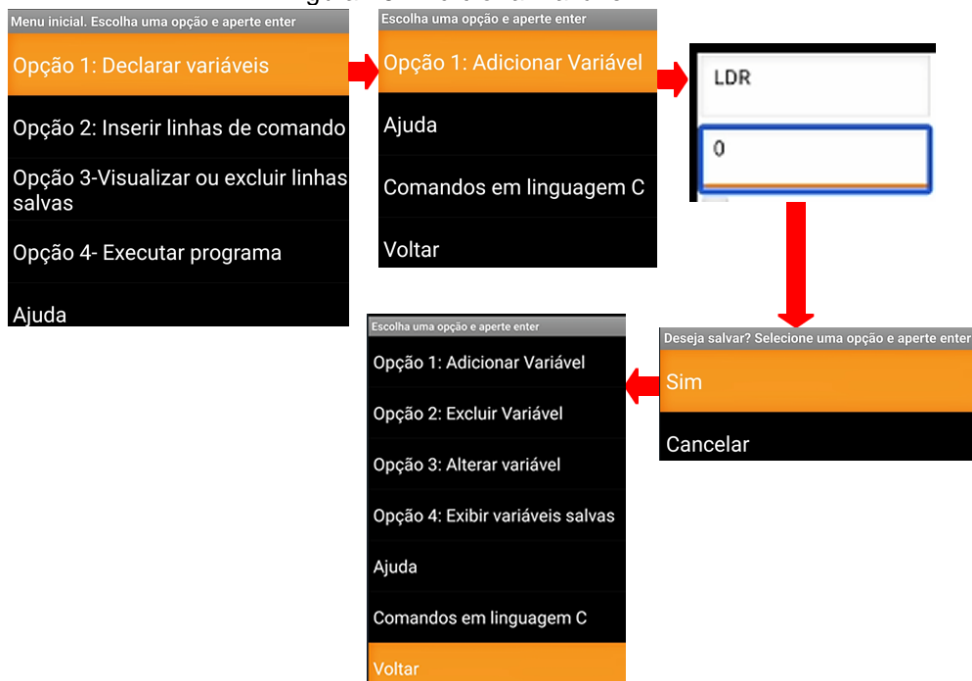 Menu inicial. Escolha uma opção e aperte enter
Opção 1: Declarar variáveis
Opção 2: Inserir linhas de comando
Opção 3-Visualizar ou excluir linhas
salvas
Opção 4- Executar programa
Ajuda
Escolha uma opção e aperte enter
Opção 1: Adicionar Variável
Ajuda
Comandos em linguagem C
Voltar
LDR
0
Deseja salvar? Selecione uma opção e aperte enter
Sim
Cancelar
Escolha uma opção e aperte enter
Opção 1: Adicionar Variável
Opção 2: Excluir Variável
Opção 3: Alterar variável
Opção 4: Exibir variáveis salvas
Ajuda
Comandos em linguagem C
Voltar